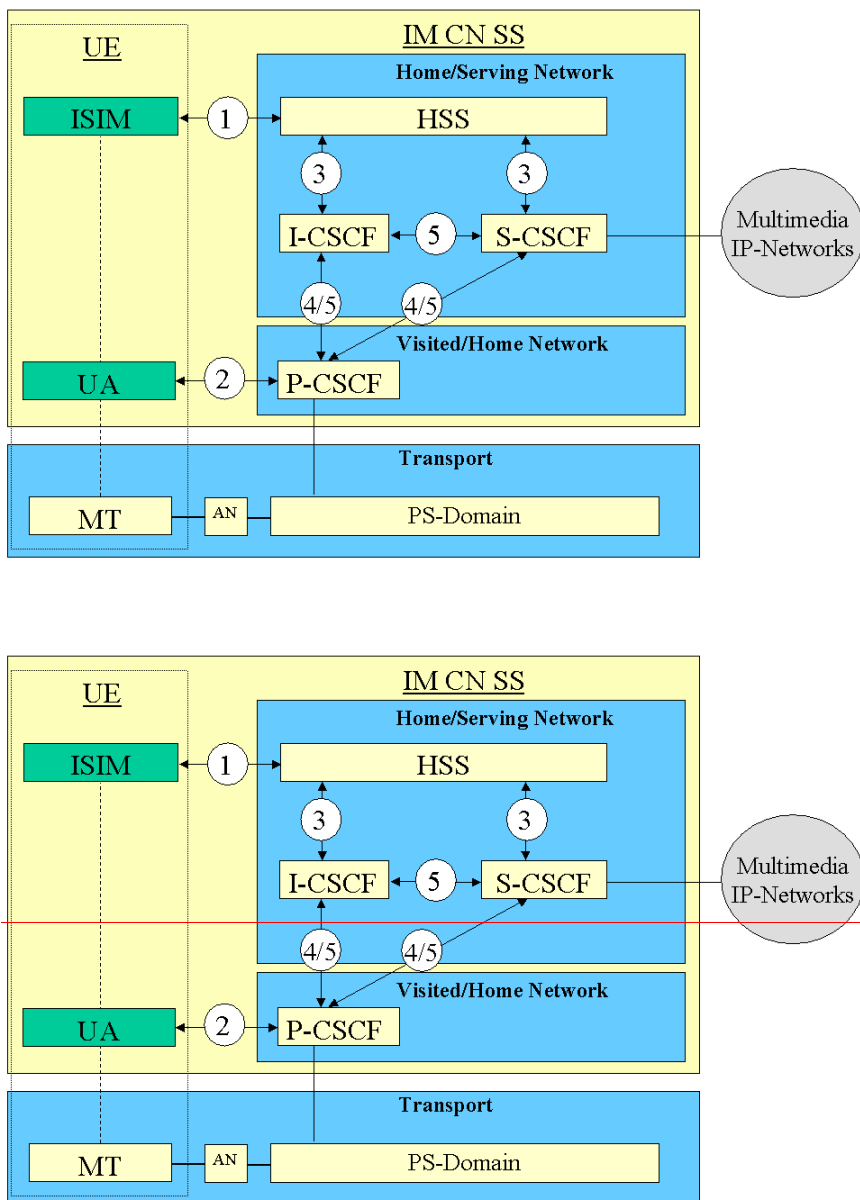 IM CN SS
UE
Home/Serving Network
ISIM
1
HSS
3
3
Multimedia
IP-Networks
I-CSCF
5
S-CSCF
4/5
4/5
Visited/Home Network
UA
2
P-CSCF
Transport
MT
AN
PS-Domain
IM CN SS
UE
Home/Serving Network
ISIM
1
HSS
3
3
Multimedia
IP-Networks
I-CSCF
5
S-CSCF
4/5
4/5
Visited/Home Network
UA
2
P-CSCF
Transport
MT
AN
PS-Domain